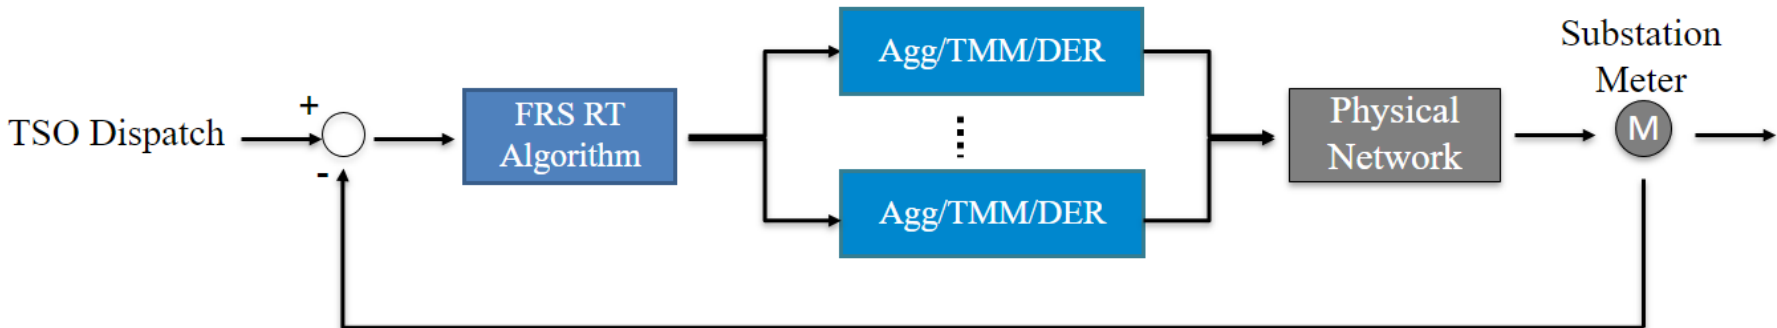 TSO Dispatch
+
-
FRS RT
Algorithm
Agg/TMM/DER
Agg/TMM/DER
Physical
Network
Substation
Meter
M